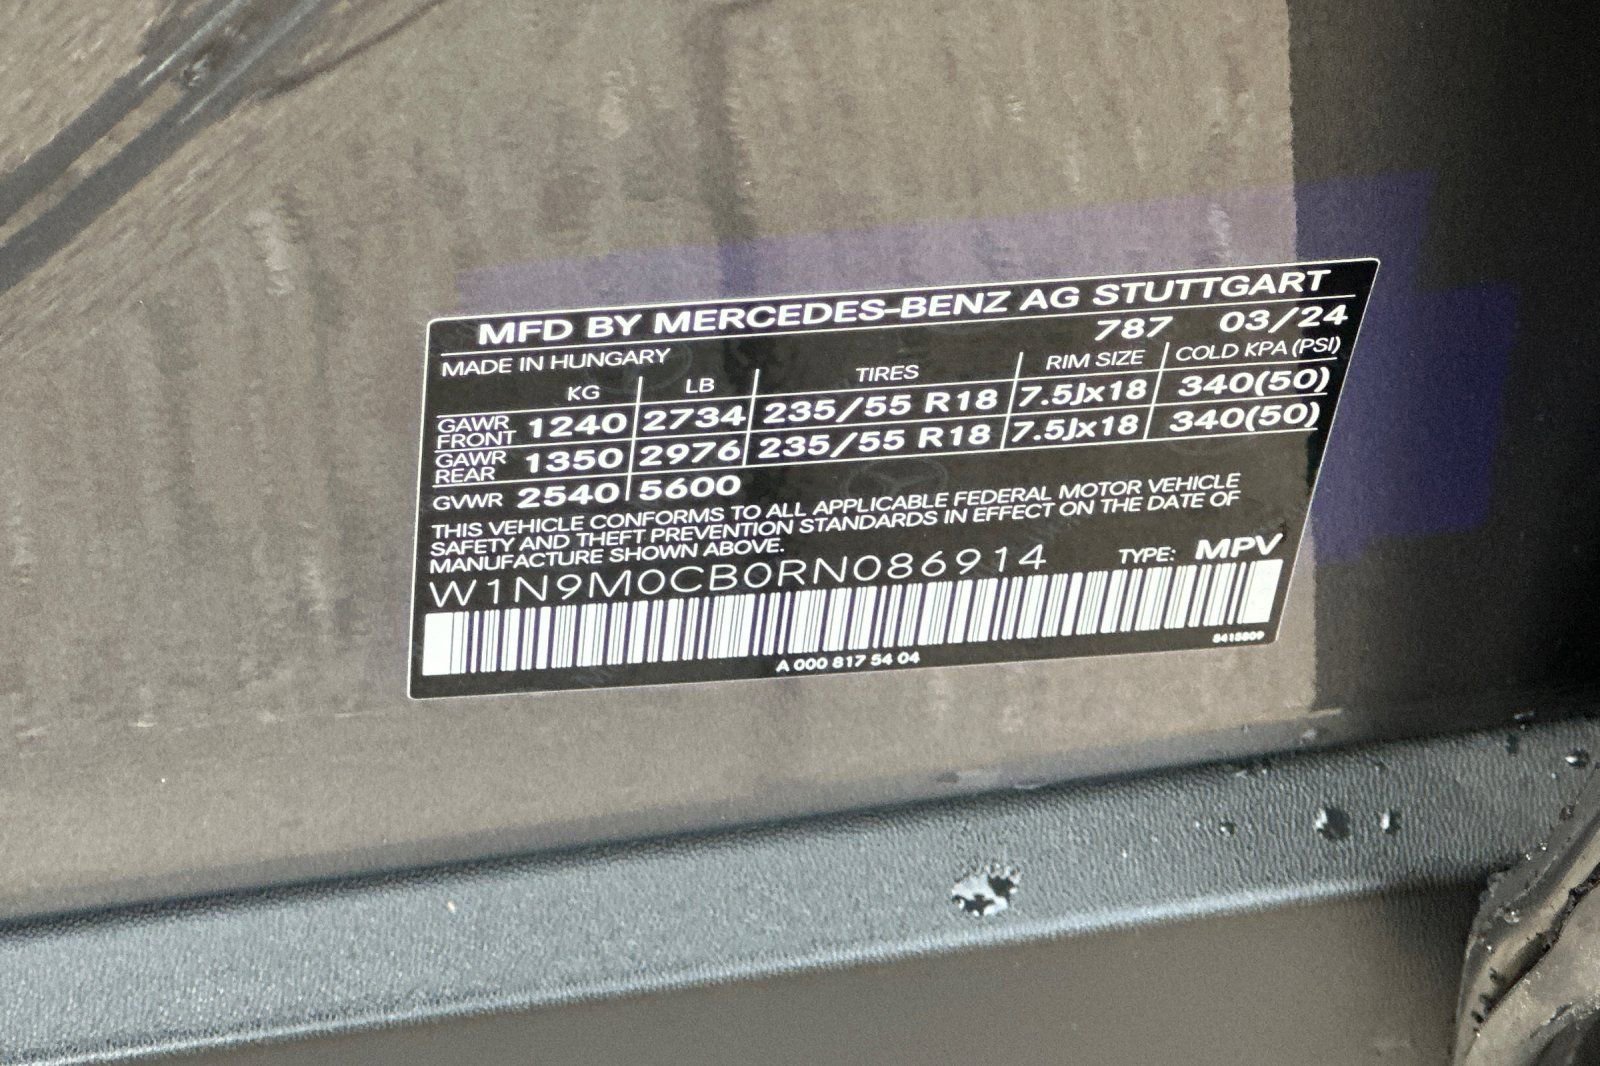 MFD BY MERCEDES-BENZ AG STUTTGART
MADE IN HUNGARY 787 03/24
KG LB TIRES RIM SIZE COLD KPA (PSI)
GAWR FRONT 1240 2734 235/55 R18 7.5Jx18 340(50)
GAWR REAR 1350 2976 235/55 R18 7.5Jx18 340(50)
GVWR 2540 5600
THIS VEHICLE CONFORMS TO ALL APPLICABLE FEDERAL MOTOR VEHICLE
SAFETY AND THEFT PREVENTION STANDARDS IN EFFECT ON THE DATE OF
MANUFACTURE SHOWN ABOVE.
W1N9M0CB0RN086914 TYPE: MPV
A 000 817 54 04